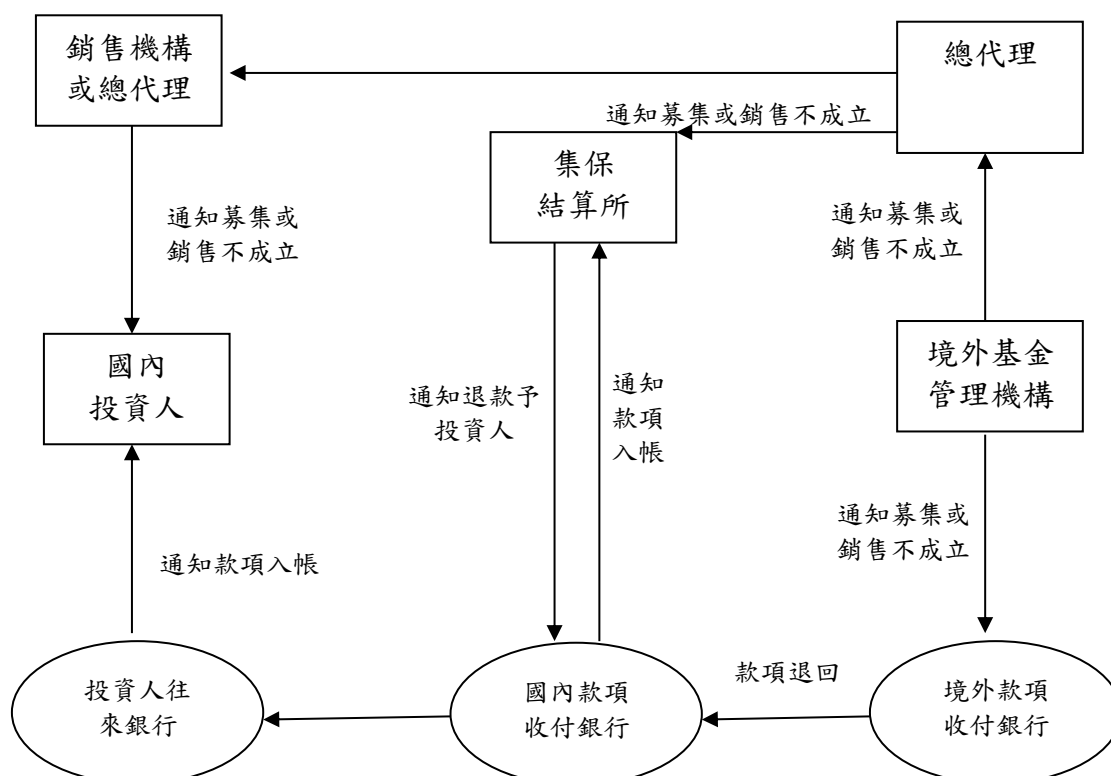 銷售機構
或總代理
總代理
通知募集或銷售不成立
集保
結算所
通知募集或
銷售不成立
通知募集或
銷售不成立
國內
投資人
通知退款予
投資人
通知
款項
入帳
境外基金
管理機構
通知募集或
銷售不成立
通知款項入帳
款項退回
投資人往
來銀行
國內款項
收付銀行
境外款項
收付銀行